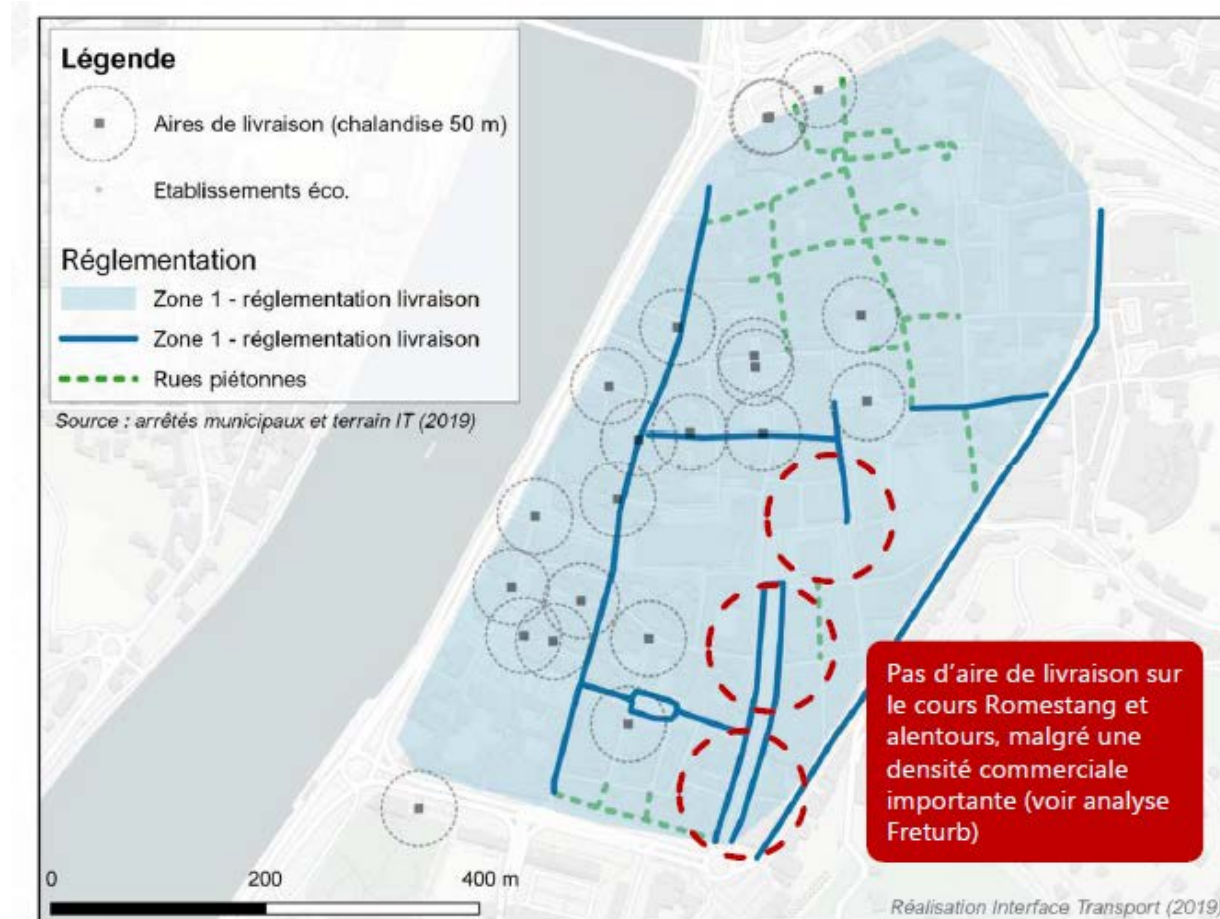 Légende
Aires de livraison (chalandise 50 m)
Etablissements éco.
Réglementation
Zone 1 - réglementation livraison
Zone 1 - réglementation livraison
Rues piétonnes
Source : arrêtés municipaux et terrain IT (2019)
Pas d’aire de livraison sur
le cours Romestang et
alentours, malgré une
densité commerciale
importante (voir analyse
Freturb)
0 200 400 m
Réalisation Interface Transport (2019)